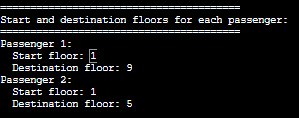 ========================================
Start and destination floors for each passenger:
========================================
Passenger 1:
  Start floor: 1
  Destination floor: 9
Passenger 2:
  Start floor: 1
  Destination floor: 5